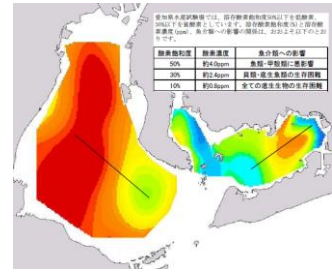 愛知県水産試験場では、溶存酸素飽和度50%以下を低酸素、
30%以下を貧酸素としています。溶存酸素飽和度(%)と溶存酸
素濃度(ppm)、魚介類への影響の関係は、おおよそ以下のとお
りです。
酸素飽和度 酸素濃度 魚介類への影響
50% 約4.0ppm 魚類・甲殻類に悪影響
30% 約2.4ppm 貝類・底生魚類の生存困難
10% 約0.8ppm 全ての底生生物の生存困難